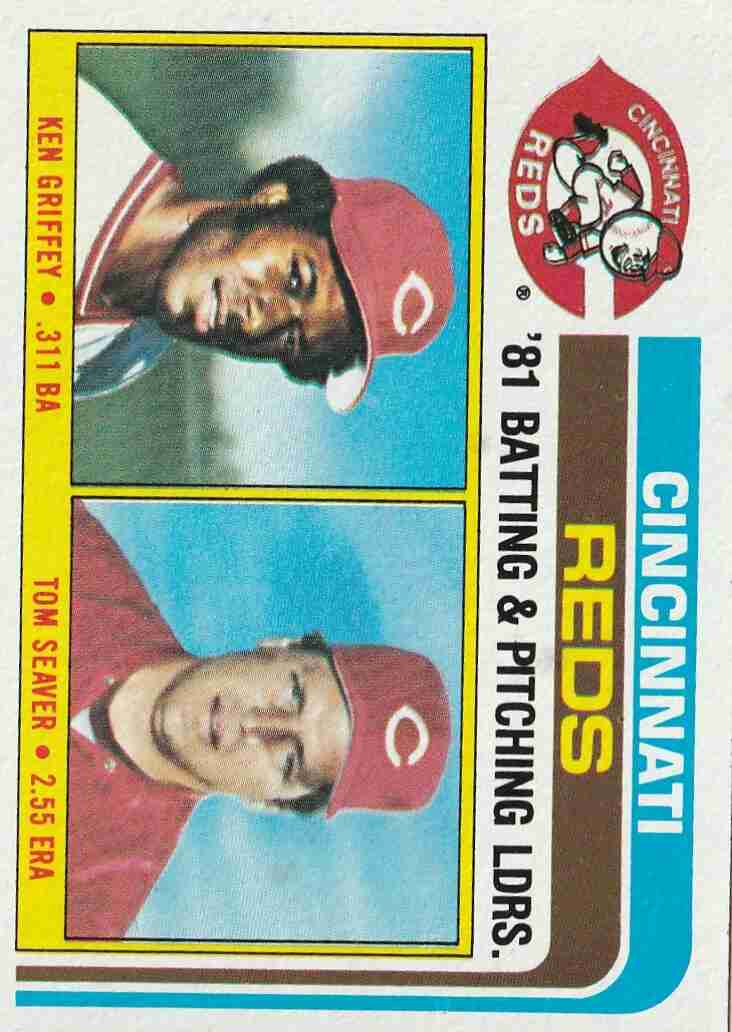 CINCINNATI
REDS
®
CINCINNATI
REDS
'81 BATTING & PITCHING LDRS.
C
C
KEN GRIFFEY • .311 BA
TOM SEAVER • 2.55 ERA